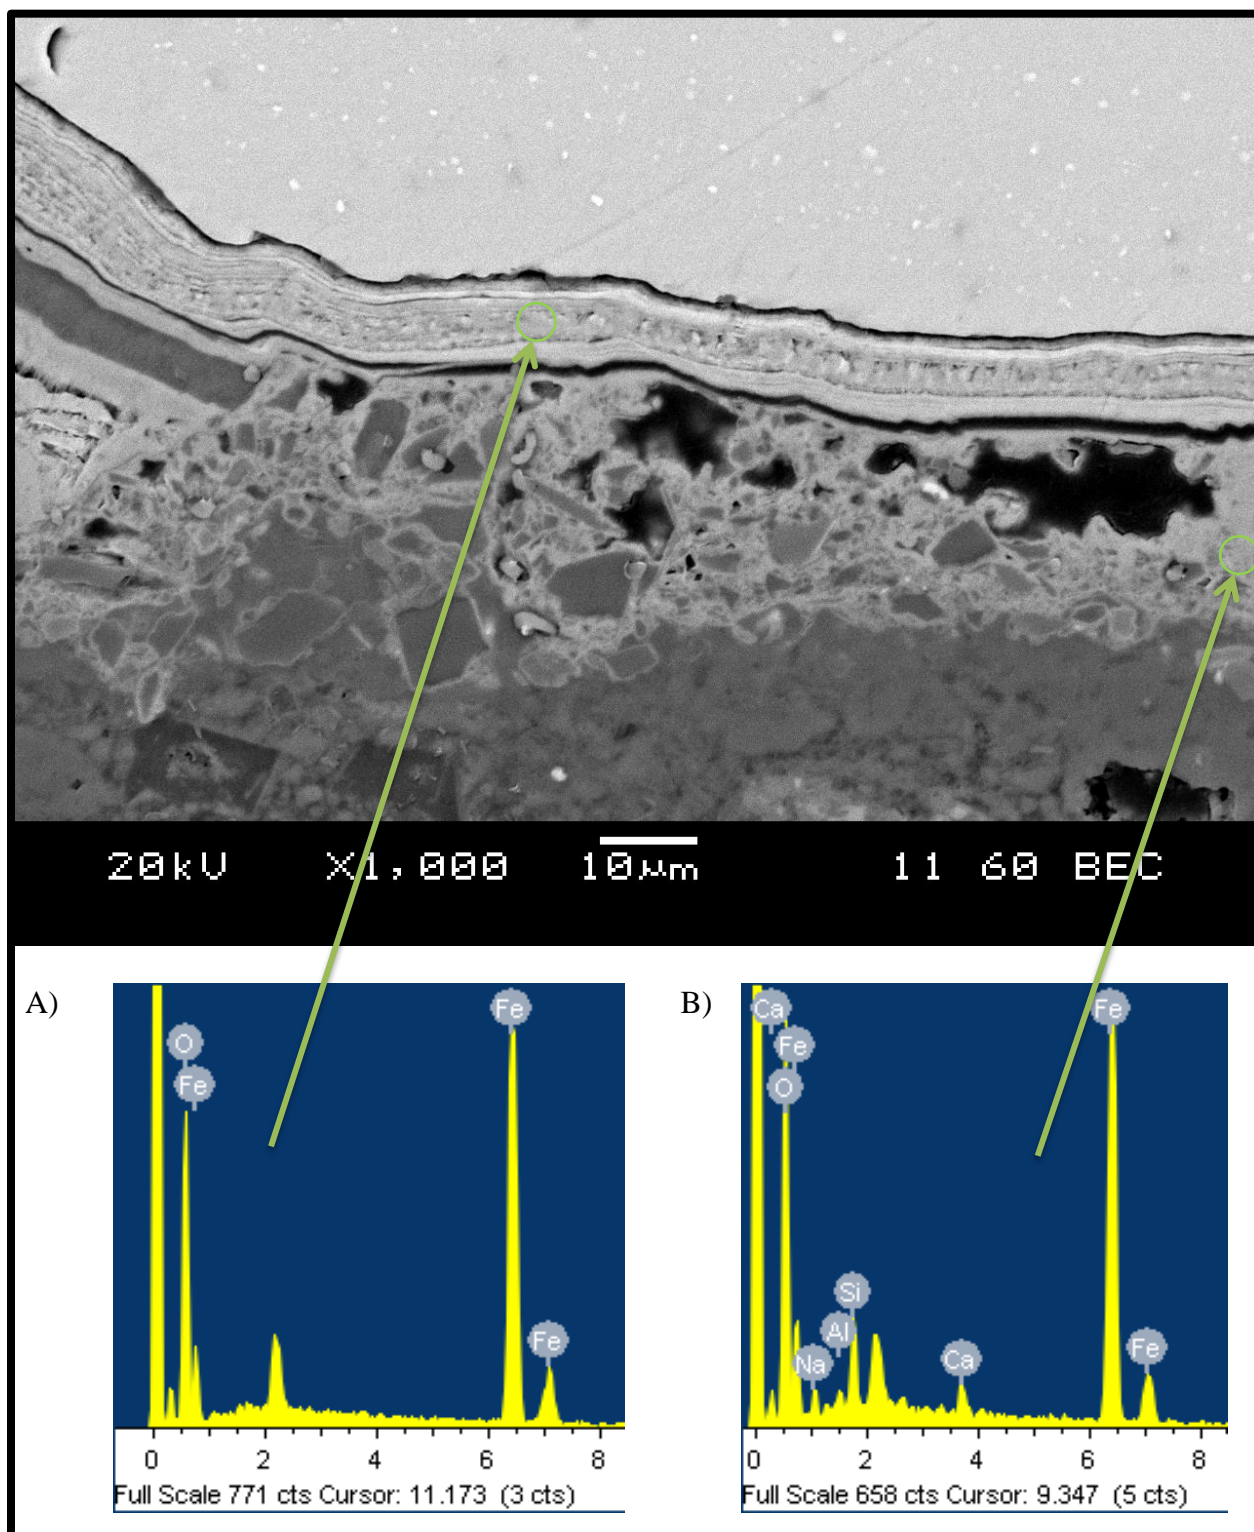 20kV X1,000 10µm 11 60 BEC
A)
B)
Fe
O
Fe
Fe
0 2 4 6 8
Full Scale 771 cts Cursor: 11.173 (3 cts)
Ca
Fe
Fe
O
Si
Al
Na
Ca
Fe
0 2 4 6 8
Full Scale 658 cts Cursor: 9.347 (5 cts)